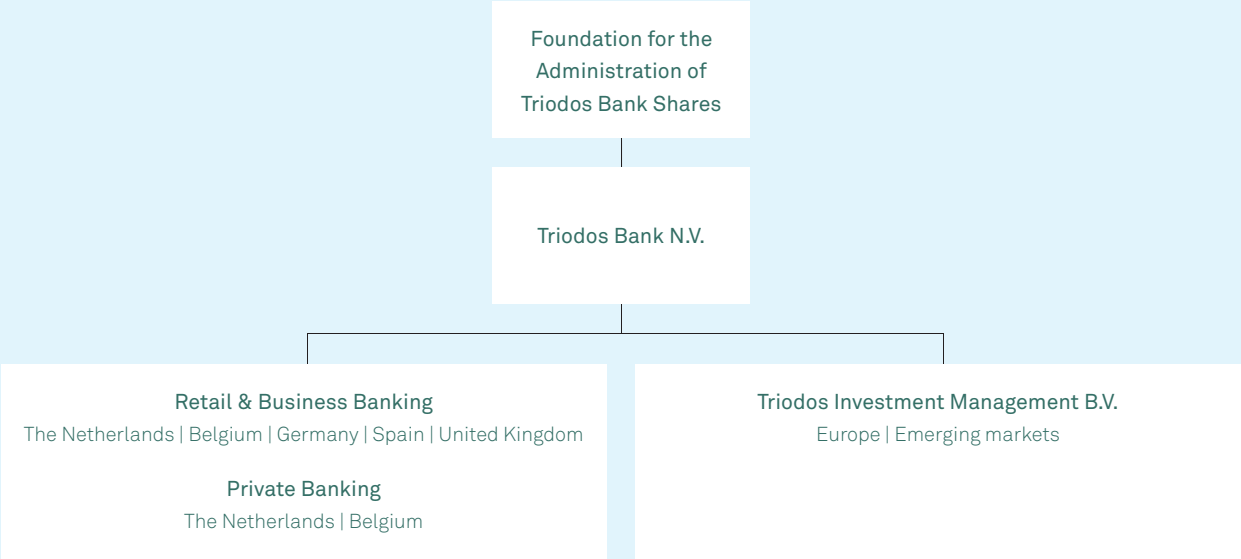 Foundation for the
Administration of
Triodos Bank Shares
Triodos Bank N.V.
Retail & Business Banking
The Netherlands | Belgium | Germany | Spain | United Kingdom
Private Banking
The Netherlands | Belgium
Triodos Investment Management B.V.
Europe | Emerging markets